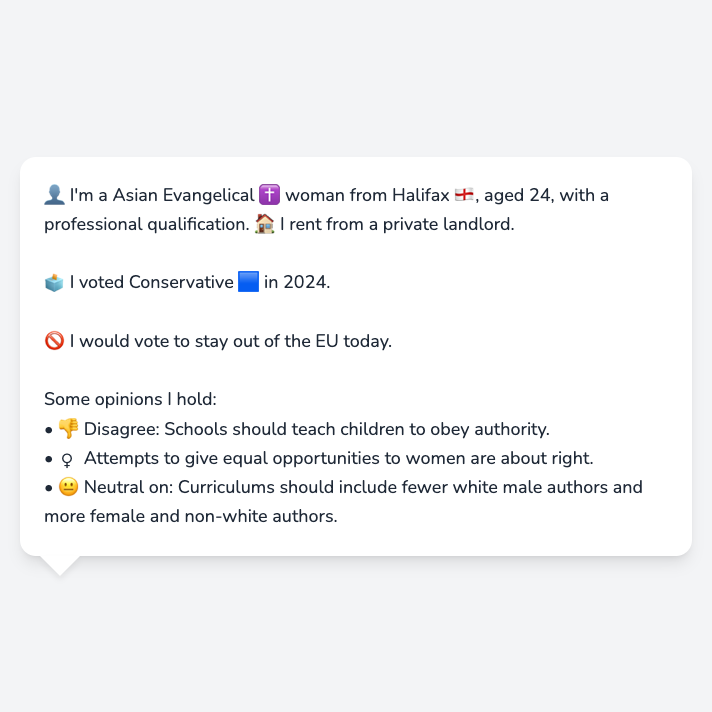 👤 I'm a Asian Evangelical ✝️ woman from Halifax 🏴󠁧󠁢󠁥󠁮󠁧󠁿, aged 24, with a
professional qualification. 🏠 I rent from a private landlord.
🗳️ I voted Conservative 🟦 in 2024.
🚫 I would vote to stay out of the EU today.
Some opinions I hold:
• 👎 Disagree: Schools should teach children to obey authority.
• ♀ Attempts to give equal opportunities to women are about right.
• 😐 Neutral on: Curriculums should include fewer white male authors and
more female and non-white authors.